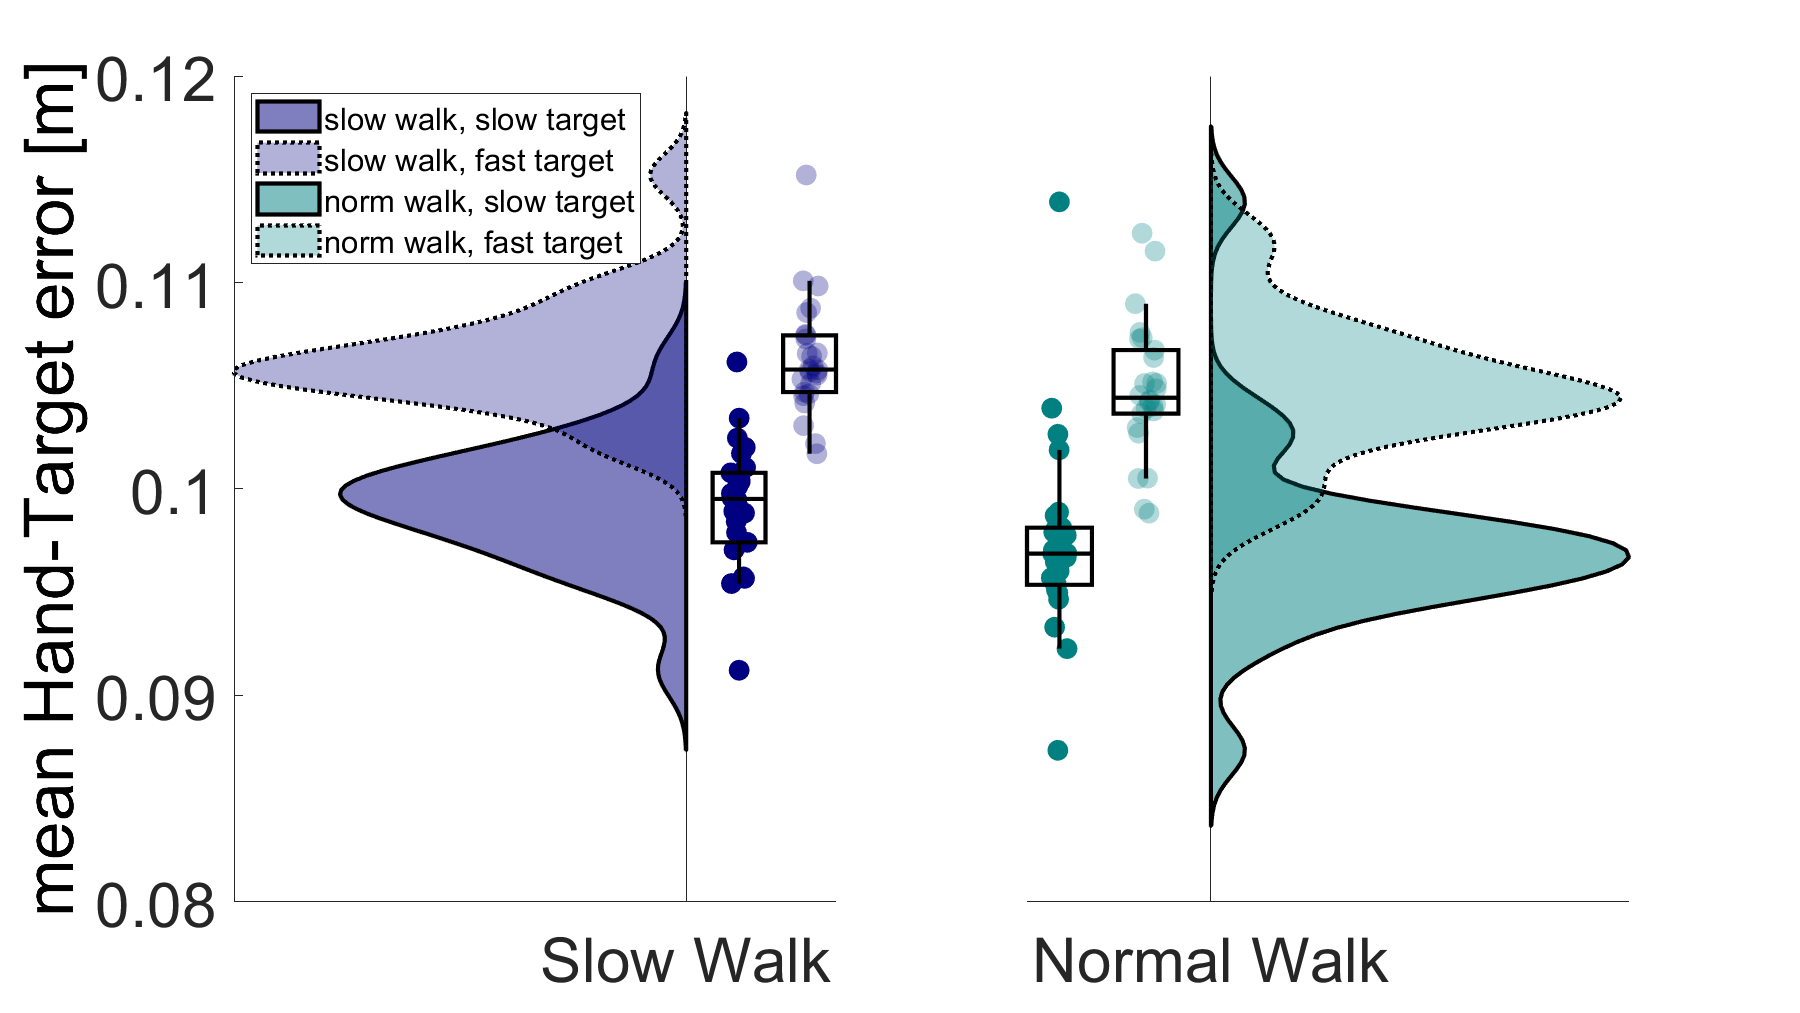 mean Hand-Target error [m]
0.12
0.11
0.1
0.09
0.08
slow walk, slow target
slow walk, fast target
norm walk, slow target
norm walk, fast target
Slow Walk
Normal Walk